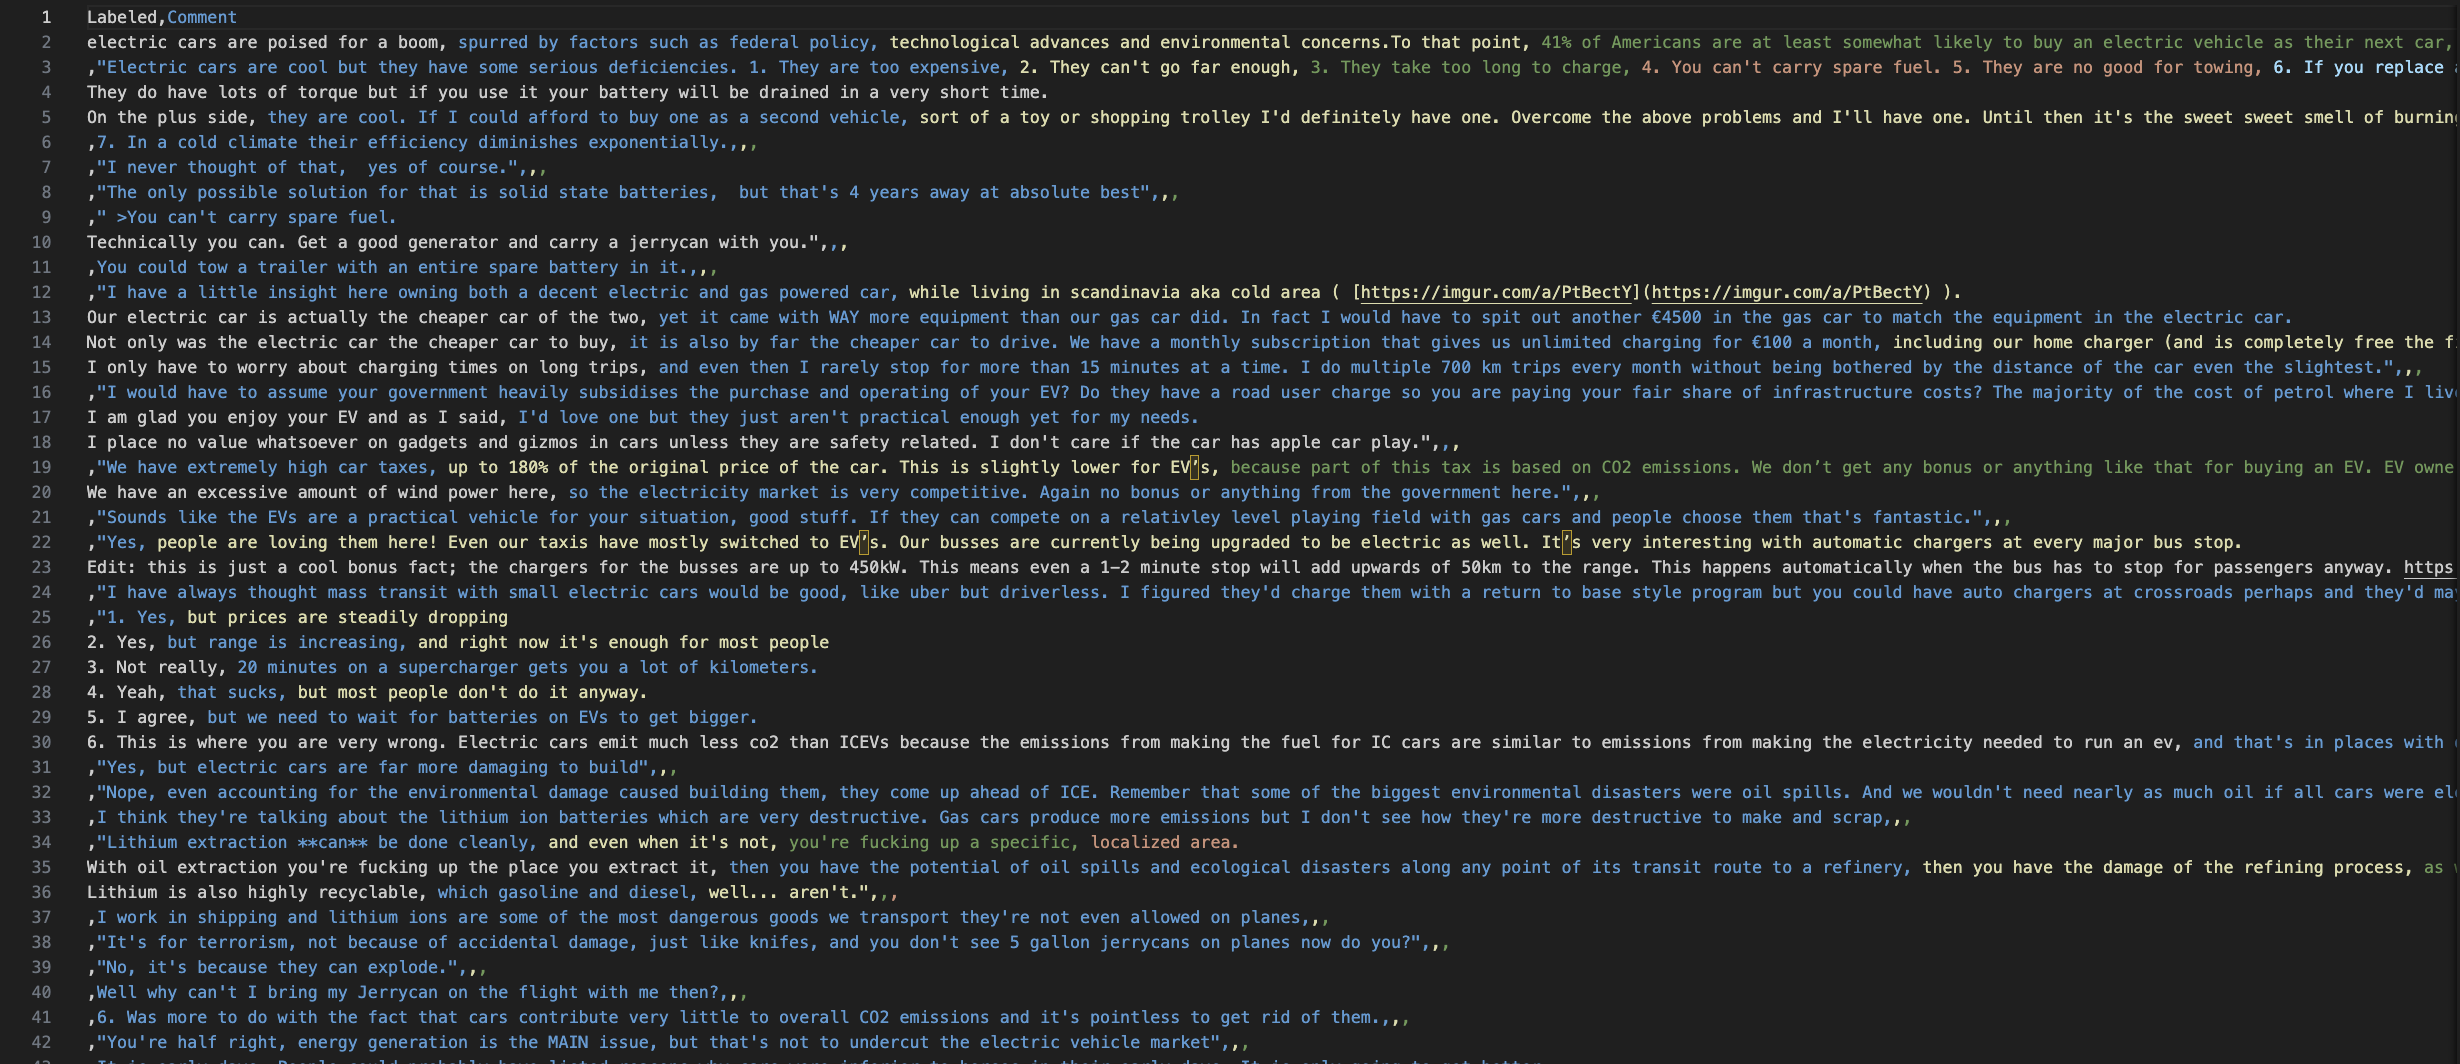 1 Labeled,Comment
2 electric cars are poised for a boom, spurred by factors such as federal policy, technological advances and environmental concerns.To that point, 41% of Americans are at least somewhat likely to buy an electric vehicle as their next car,
3 ,"Electric cars are cool but they have some serious deficiencies. 1. They are too expensive, 2. They can't go far enough, 3. They take too long to charge, 4. You can't carry spare fuel. 5. They are no good for towing, 6. If you replace
4 They do have lots of torque but if you use it your battery will be drained in a very short time.
5 On the plus side, they are cool. If I could afford to buy one as a second vehicle, sort of a toy or shopping trolley I'd definitely have one. Overcome the above problems and I'll have one. Until then it's the sweet sweet smell of burnin
6 ,7. In a cold climate their efficiency diminishes exponentially.,,,
7 ,"I never thought of that,  yes of course.",,,
8 ,"The only possible solution for that is solid state batteries,  but that's 4 years away at absolute best",,,
9 ," >You can't carry spare fuel.
10 Technically you can. Get a good generator and carry a jerrycan with you.",,,
11 ,You could tow a trailer with an entire spare battery in it.,,,
12 ,"I have a little insight here owning both a decent electric and gas powered car, while living in scandinavia aka cold area ( [https://imgur.com/a/PtBectY](https://imgur.com/a/PtBectY) ).
13 Our electric car is actually the cheaper car of the two, yet it came with WAY more equipment than our gas car did. In fact I would have to spit out another €4500 in the gas car to match the equipment in the electric car.
14 Not only was the electric car the cheaper car to buy, it is also by far the cheaper car to drive. We have a monthly subscription that gives us unlimited charging for €100 a month, including our home charger (and is completely free the f
15 I only have to worry about charging times on long trips, and even then I rarely stop for more than 15 minutes at a time. I do multiple 700 km trips every month without being bothered by the distance of the car even the slightest.",,,
16 ,"I would have to assume your government heavily subsidises the purchase and operating of your EV? Do they have a road user charge so you are paying your fair share of infrastructure costs? The majority of the cost of petrol where I liv
17 I am glad you enjoy your EV and as I said, I'd love one but they just aren't practical enough yet for my needs.
18 I place no value whatsoever on gadgets and gizmos in cars unless they are safety related. I don't care if the car has apple car play.",,,
19 ,"We have extremely high car taxes, up to 180% of the original price of the car. This is slightly lower for EV’s, because part of this tax is based on CO2 emissions. We don’t get any bonus or anything like that for buying an EV. EV owne
20 We have an excessive amount of wind power here, so the electricity market is very competitive. Again no bonus or anything from the government here.",,,
21 ,"Sounds like the EVs are a practical vehicle for your situation, good stuff. If they can compete on a relativley level playing field with gas cars and people choose them that's fantastic.",,,
22 ,"Yes, people are loving them here! Even our taxis have mostly switched to EV’s. Our busses are currently being upgraded to be electric as well. It’s very interesting with automatic chargers at every major bus stop.
23 Edit: this is just a cool bonus fact; the chargers for the busses are up to 450kW. This means even a 1–2 minute stop will add upwards of 50km to the range. This happens automatically when the bus has to stop for passengers anyway. https
24 ,"I have always thought mass transit with small electric cars would be good, like uber but driverless. I figured they'd charge them with a return to base style program but you could have auto chargers at crossroads perhaps and they'd ma
25 ,"1. Yes, but prices are steadily dropping
26 2. Yes, but range is increasing, and right now it's enough for most people
27 3. Not really, 20 minutes on a supercharger gets you a lot of kilometers.
28 4. Yeah, that sucks, but most people don't do it anyway.
29 5. I agree, but we need to wait for batteries on EVs to get bigger.
30 6. This is where you are very wrong. Electric cars emit much less co2 than ICEVs because the emissions from making the fuel for IC cars are similar to emissions from making the electricity needed to run an ev, and that's in places with
31 ,"Yes, but electric cars are far more damaging to build",,,
32 ,"Nope, even accounting for the environmental damage caused building them, they come up ahead of ICE. Remember that some of the biggest environmental disasters were oil spills. And we wouldn't need nearly as much oil if all cars were el
33 ,I think they're talking about the lithium ion batteries which are very destructive. Gas cars produce more emissions but I don't see how they're more destructive to make and scrap,,,
34 ,"Lithium extraction **can** be done cleanly, and even when it's not, you're fucking up a specific, localized area.
35 With oil extraction you're fucking up the place you extract it, then you have the potential of oil spills and ecological disasters along any point of its transit route to a refinery, then you have the damage of the refining process, as
36 Lithium is also highly recyclable, which gasoline and diesel, well... aren't.",,,
37 ,I work in shipping and lithium ions are some of the most dangerous goods we transport they're not even allowed on planes,,,
38 ,"It's for terrorism, not because of accidental damage, just like knifes, and you don't see 5 gallon jerrycans on planes now do you?",,,
39 ,"No, it's because they can explode.",,,
40 ,Well why can't I bring my Jerrycan on the flight with me then?,,,
41 ,6. Was more to do with the fact that cars contribute very little to overall CO2 emissions and it's pointless to get rid of them.,,,
42 ,"You're half right, energy generation is the MAIN issue, but that's not to undercut the electric vehicle market",,,